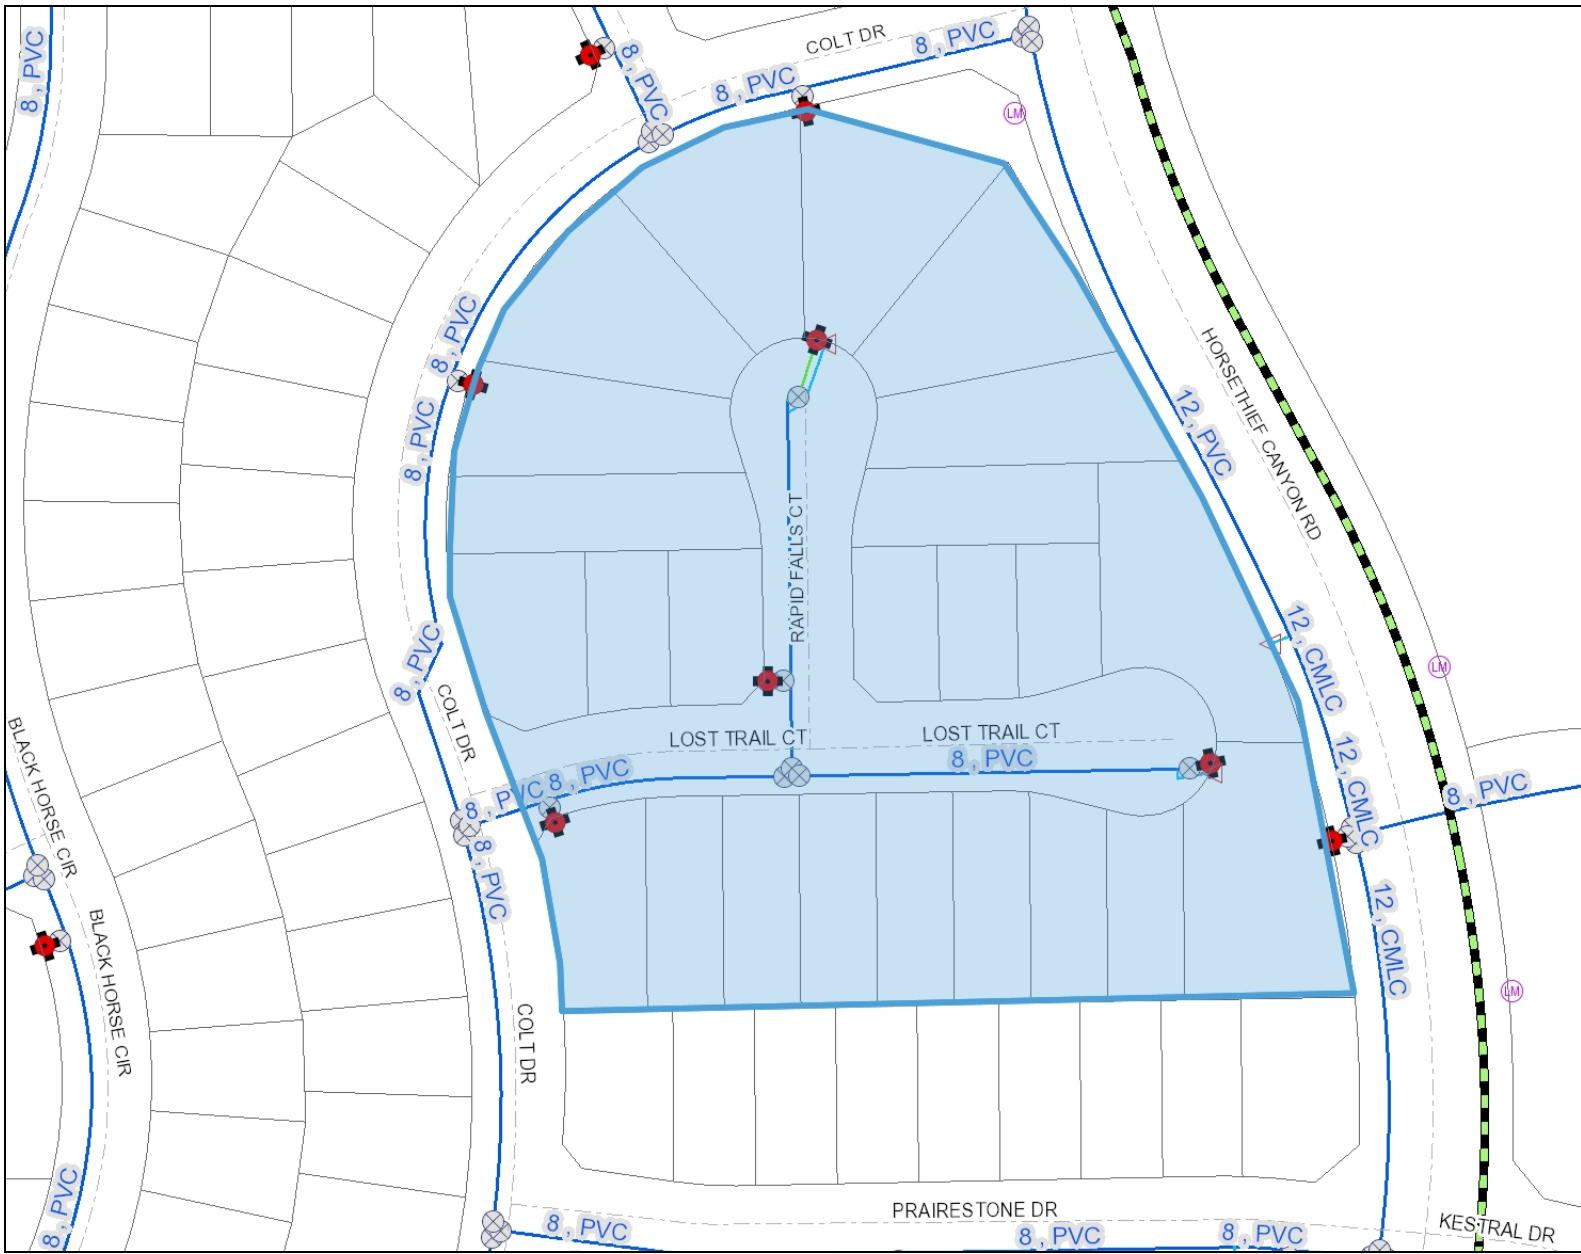 8 , PVC
8 , PVC
COLT DR
8 , PVC
8 , PVC
LM
8 , PVC
8 , PVC
12 , PVC
HORSETHIEF CANYON RD
RAPID FALLS CT
8 , PVC
COLT DR
12 , CMLC
LM
LOST TRAIL CT
LOST TRAIL CT
8 , PVC
8 , PVC
8 , PVC
12 , CMLC
8 , PVC
BLACK HORSE CIR
8 , PVC
12 , CMLC
BLACK HORSE CIR
LM
COLT DR
8 , PVC
PRAIRESTONE DR
8 , PVC
8 , PVC
8 , PVC
KESTRAL DR